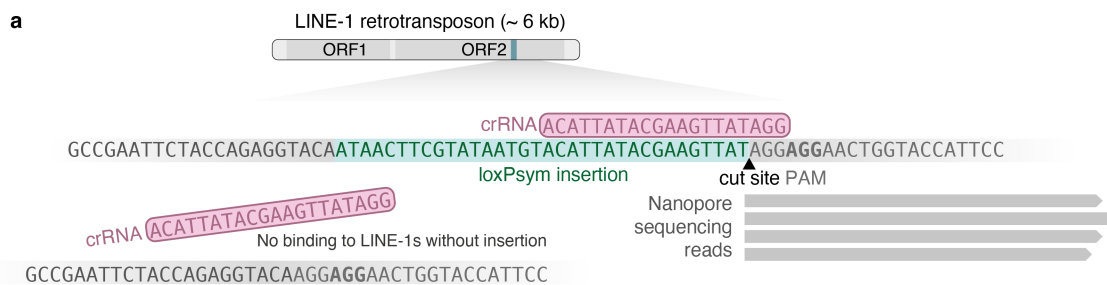 a
LINE-1 retrotransposon (~ 6 kb)
ORF1 ORF2
crRNA ACATTATACGAAGTTATAGG
GCCGAATTCTACCAGAGGTACAATAACTTCGTATAATGTACATTATACGAAGTTATAGGAGGAACTGGTACCATTCC
loxPsym insertion
cut site PAM
Nanopore
sequencing
reads
crRNA ACATTATACGAAGTTATAGG
No binding to LINE-1s without insertion
GCCGAATTCTACCAGAGGTACAAGGAGGAACTGGTACCATTCC